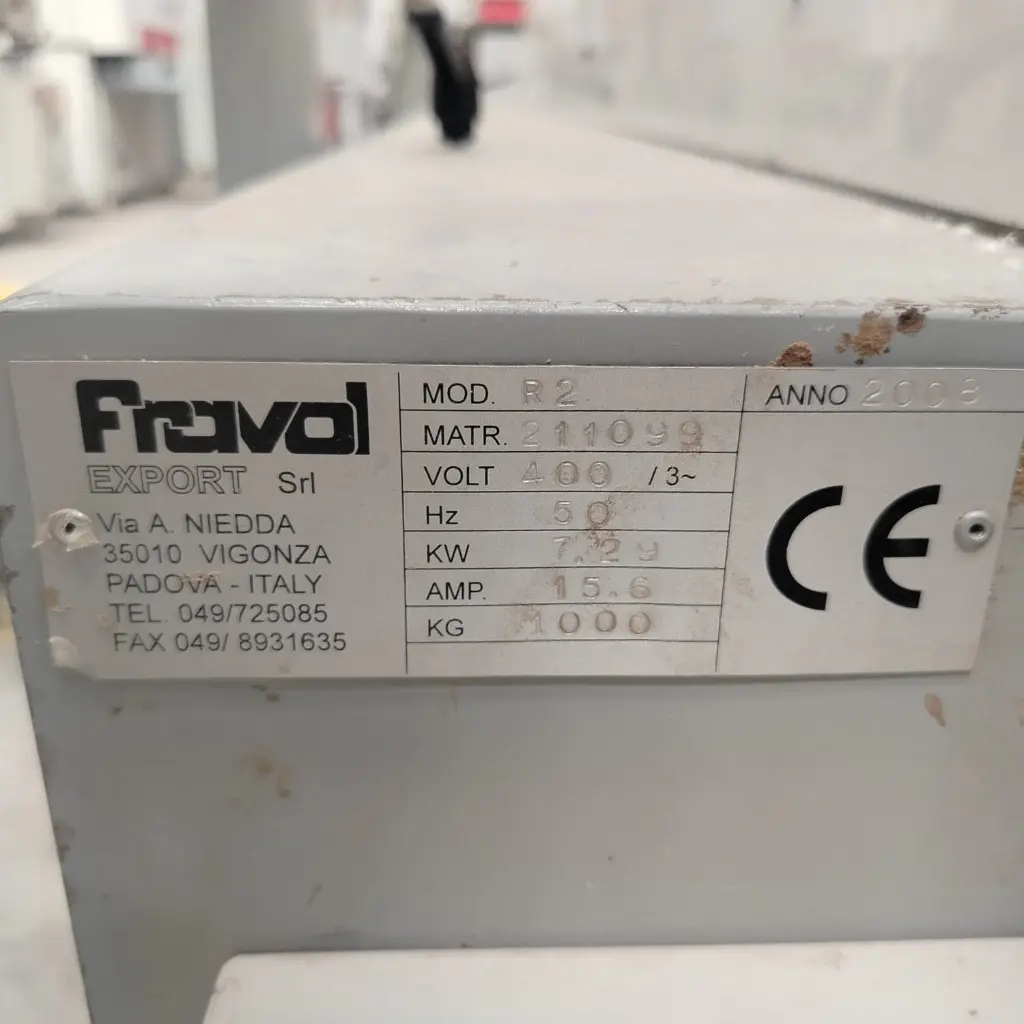 Fravol
EXPORT Srl
Via A. NIEDDA
35010 VIGONZA
PADOVA - ITALY
TEL. 049/725085
FAX 049/ 8931635
MOD. R2
MATR. 211099
VOLT 400 / 3~
Hz 50
KW 7.29
AMP. 15.6
KG 1000
ANNO 2008
CE